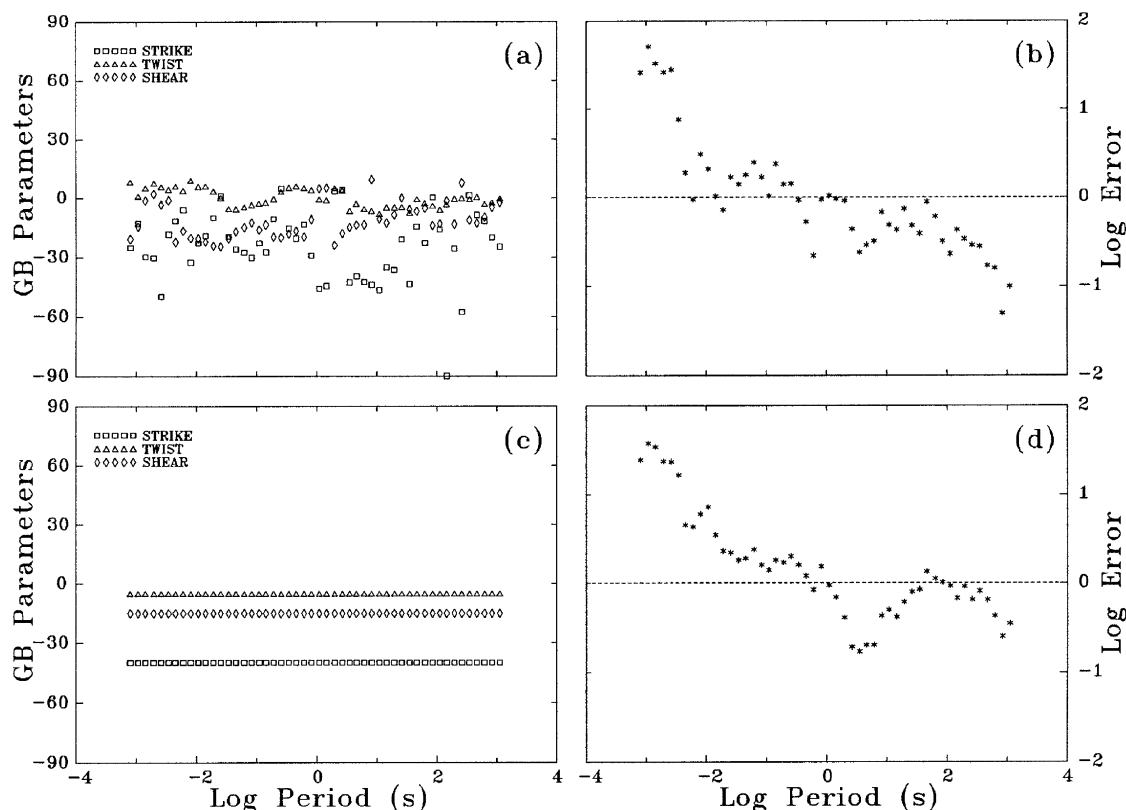 90
60
30
0
−30
−60
−90
GB Parameters
STRIKE
TWIST
SHEAR
(a)
(b)
2
1
0
−1
−2
Log Error
90
60
30
0
−30
−60
−90
GB Parameters
STRIKE
TWIST
SHEAR
(c)
(d)
2
1
0
−1
−2
Log Error
−4
−2
0
2
4
Log Period (s)
−4
−2
0
2
4
Log Period (s)